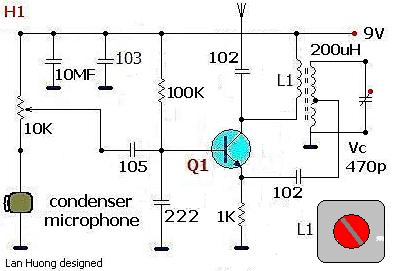 H1
9V
102
200uH
103
10MF
L1
100K
10K
105
Q1
Vc
470p
102
222
1K
condenser
microphone
L1
Lan Huong designed